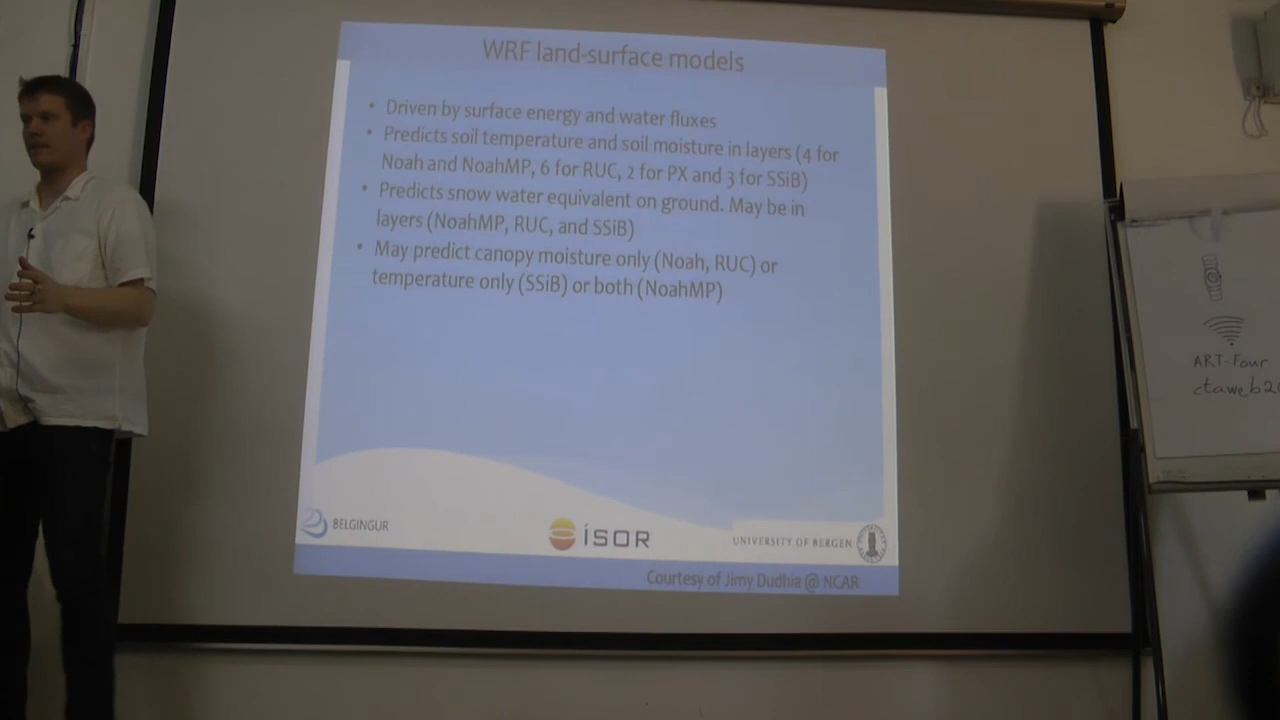 WRF land-surface models
• Driven by surface energy and water fluxes
• Predicts soil temperature and soil moisture in layers (4 for
Noah and NoahMP, 6 for RUC, 2 for PX and 3 for SSiB)
• Predicts snow water equivalent on ground. May be in
layers (NoahMP, RUC, and SSiB)
• May predict canopy moisture only (Noah, RUC) or
temperature only (SSiB) or both (NoahMP)
BELGINGUR
ÍSOR
UNIVERSITY OF BERGEN
Courtesy of Jimy Dudhia @ NCAR
ART-Four